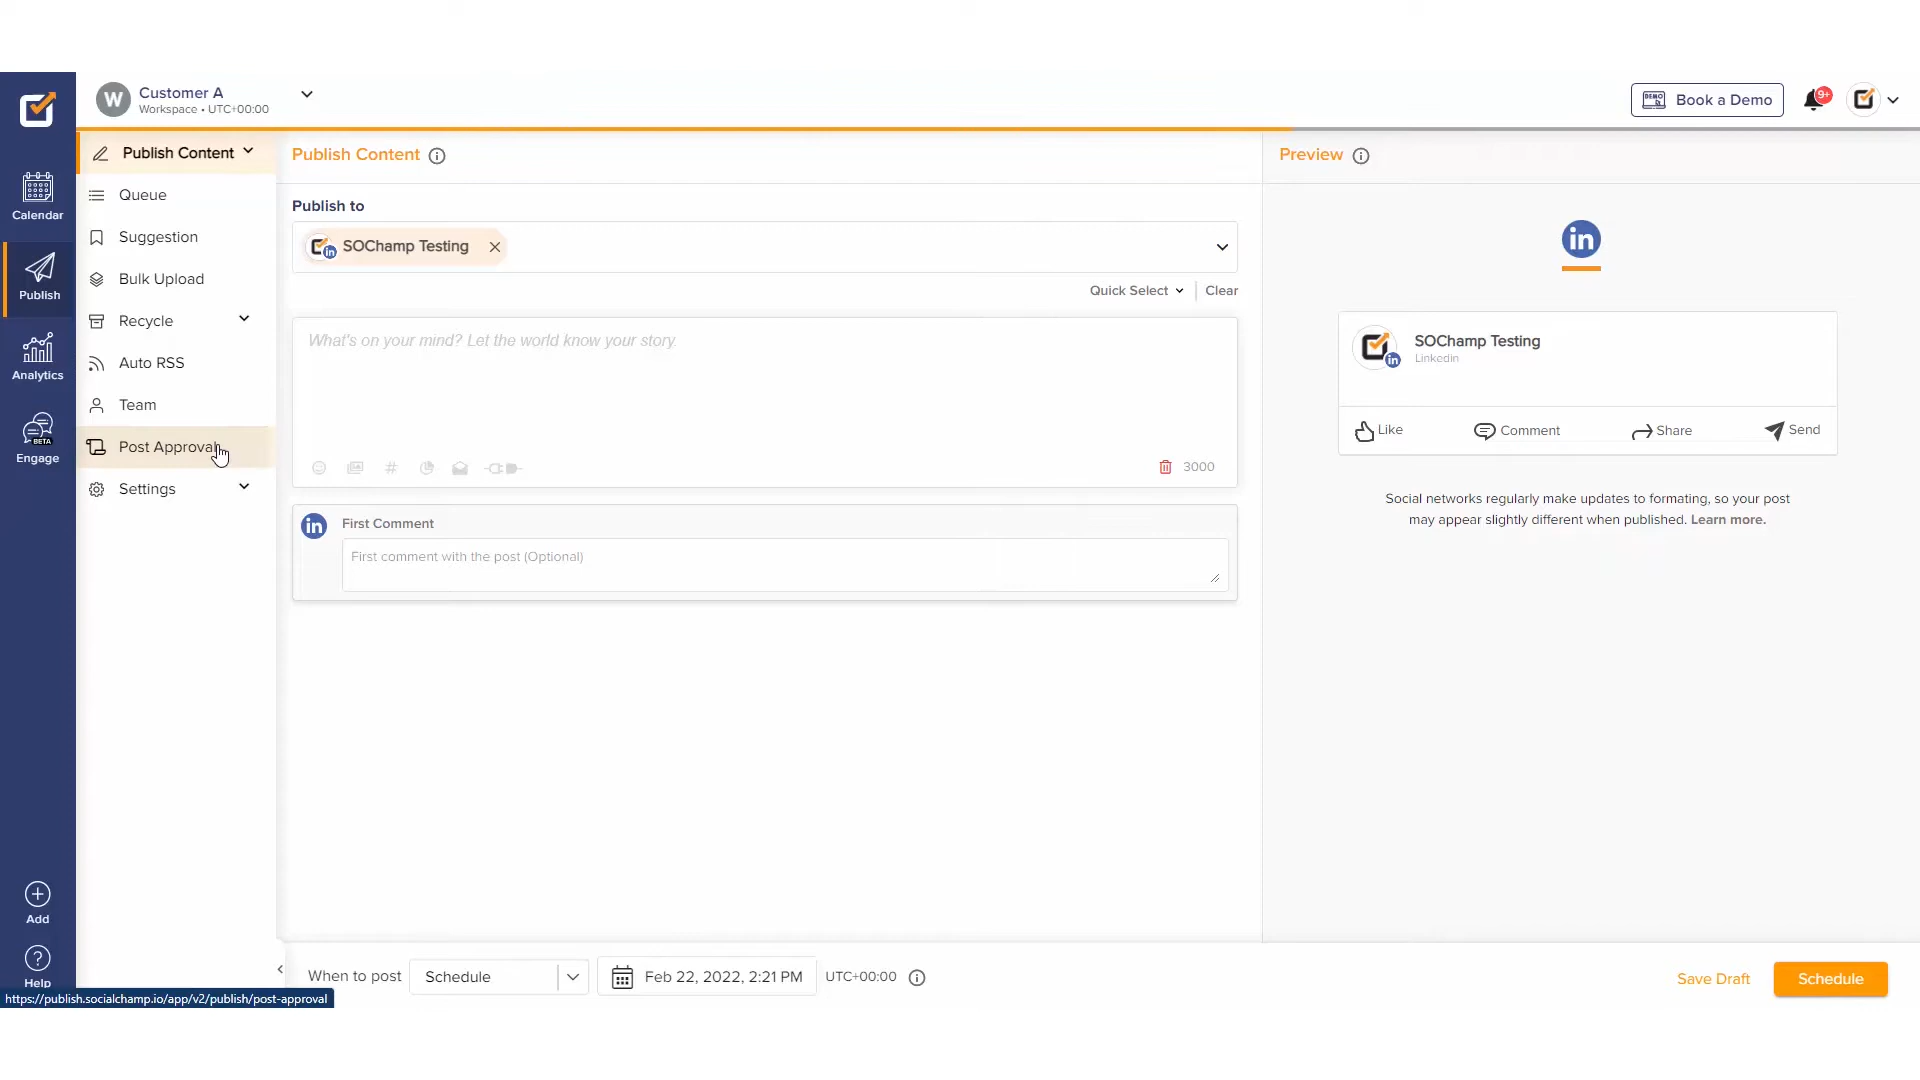 W
Customer A
Workspace • UTC+00:00
DEMO
Book a Demo
9+
Calendar
Publish
Analytics
BETA
Engage
Add
Help
Publish Content
Queue
Suggestion
Bulk Upload
Recycle
Auto RSS
Team
Post Approval
Settings
Publish Content
Publish to
in
SOChamp Testing
Quick Select
Clear
What's on your mind? Let the world know your story.
#
3000
in
First Comment
First comment with the post (Optional)
When to post
Schedule
Feb 22, 2022, 2:21 PM
UTC+00:00
Save Draft
Schedule
Preview
in
in
SOChamp Testing
Linkedin
Like
Comment
Share
Send
Social networks regularly make updates to formating, so your post
may appear slightly different when published. Learn more.
https://publish.socialchamp.io/app/v2/publish/post-approval